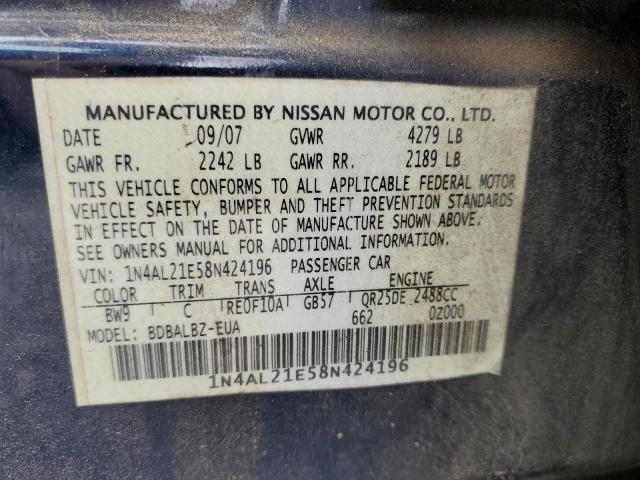 MANUFACTURED BY NISSAN MOTOR CO., LTD.
DATE 09/07 GVWR 4279 LB
GAWR FR. 2242 LB GAWR RR. 2189 LB
THIS VEHICLE CONFORMS TO ALL APPLICABLE FEDERAL MOTOR
VEHICLE SAFETY, BUMPER AND THEFT PREVENTION STANDARDS
IN EFFECT ON THE DATE OF MANUFACTURE SHOWN ABOVE.
SEE OWNERS MANUAL FOR ADDITIONAL INFORMATION.
VIN: 1N4AL21E58N424196 PASSENGER CAR
COLOR TRIM TRANS AXLE ENGINE
BW9 C RE0F10A GB57 QR25DE 2488CC
MODEL: BDBALBZ-EUA 662 0Z000
1N4AL21E58N424196